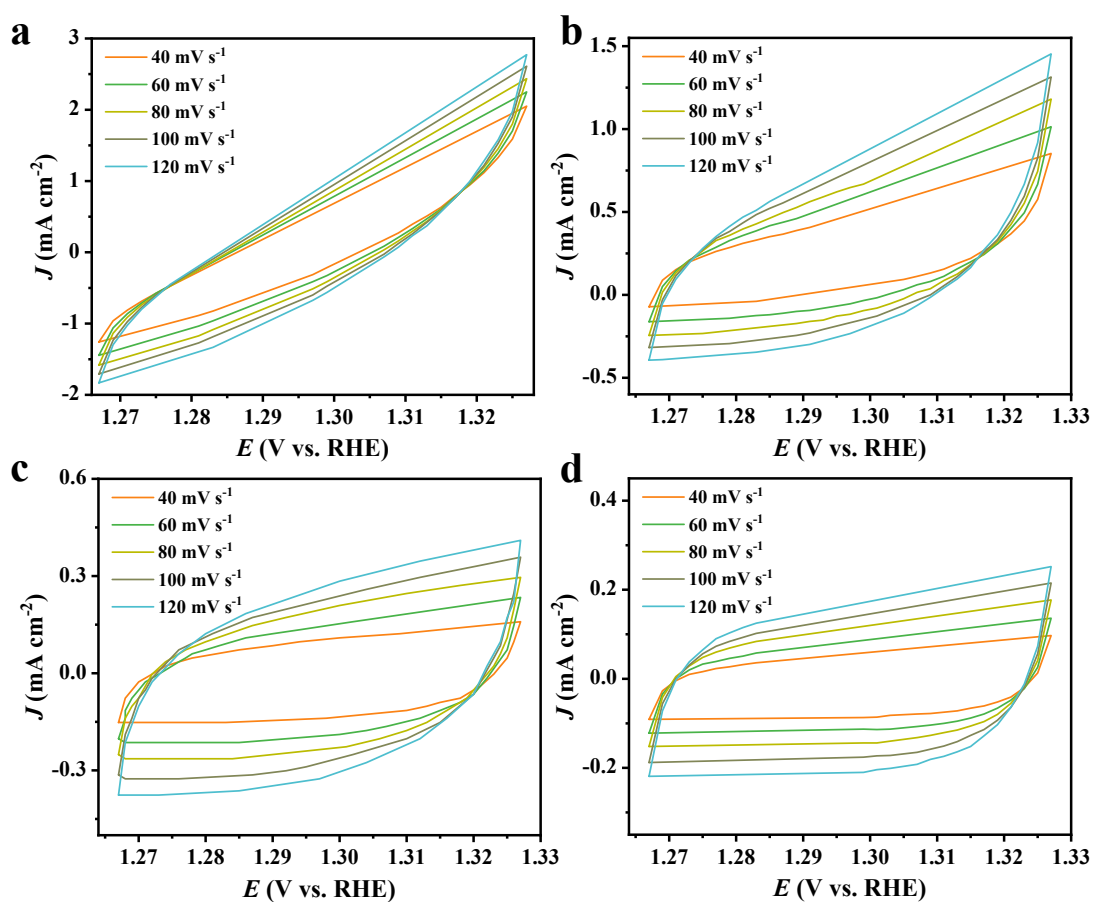 a
3
2
1
0
-1
-2
J (mA cm⁻²)
40 mV s⁻¹
60 mV s⁻¹
80 mV s⁻¹
100 mV s⁻¹
120 mV s⁻¹
1.27 1.28 1.29 1.30 1.31 1.32
E (V vs. RHE)
b
1.5
1.0
0.5
0.0
-0.5
J (mA cm⁻²)
40 mV s⁻¹
60 mV s⁻¹
80 mV s⁻¹
100 mV s⁻¹
120 mV s⁻¹
1.27 1.28 1.29 1.30 1.31 1.32 1.33
E (V vs. RHE)
c
0.6
0.3
0.0
-0.3
J (mA cm⁻²)
40 mV s⁻¹
60 mV s⁻¹
80 mV s⁻¹
100 mV s⁻¹
120 mV s⁻¹
1.27 1.28 1.29 1.30 1.31 1.32 1.33
E (V vs. RHE)
d
0.4
0.2
0.0
-0.2
J (mA cm⁻²)
40 mV s⁻¹
60 mV s⁻¹
80 mV s⁻¹
100 mV s⁻¹
120 mV s⁻¹
1.27 1.28 1.29 1.30 1.31 1.32 1.33
E (V vs. RHE)